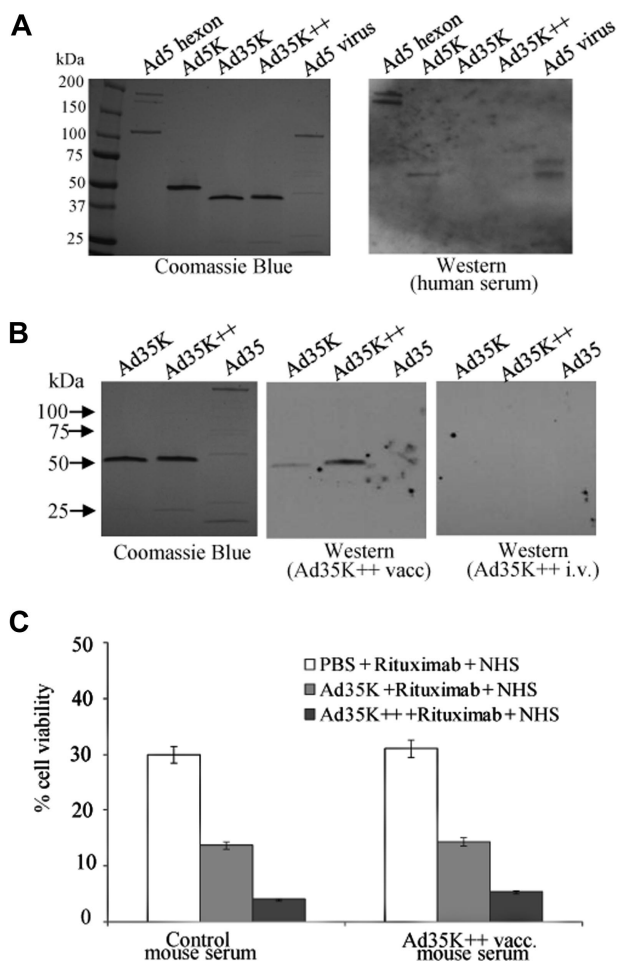 A
kDa
Ad5 hexon
Ad5K
Ad35K
Ad35K++
Ad5 virus
200
150
100
75
50
37
25
Coomassie Blue
Ad5 hexon
Ad5K
Ad35K
Ad35K++
Ad5 virus
Western
(human serum)
B
kDa
Ad35K
Ad35K++
Ad35
100
75
50
25
Coomassie Blue
Ad35K
Ad35K++
Ad35
Western
(Ad35K++ vacc)
Ad35K
Ad35K++
Ad35
Western
(Ad35K++ i.v.)
C
% cell viability
50
40
30
20
10
0
PBS + Rituximab + NHS
Ad35K +Rituximab + NHS
Ad35K+++Rituximab + NHS
Control
mouse serum
Ad35K++ vacc.
mouse serum